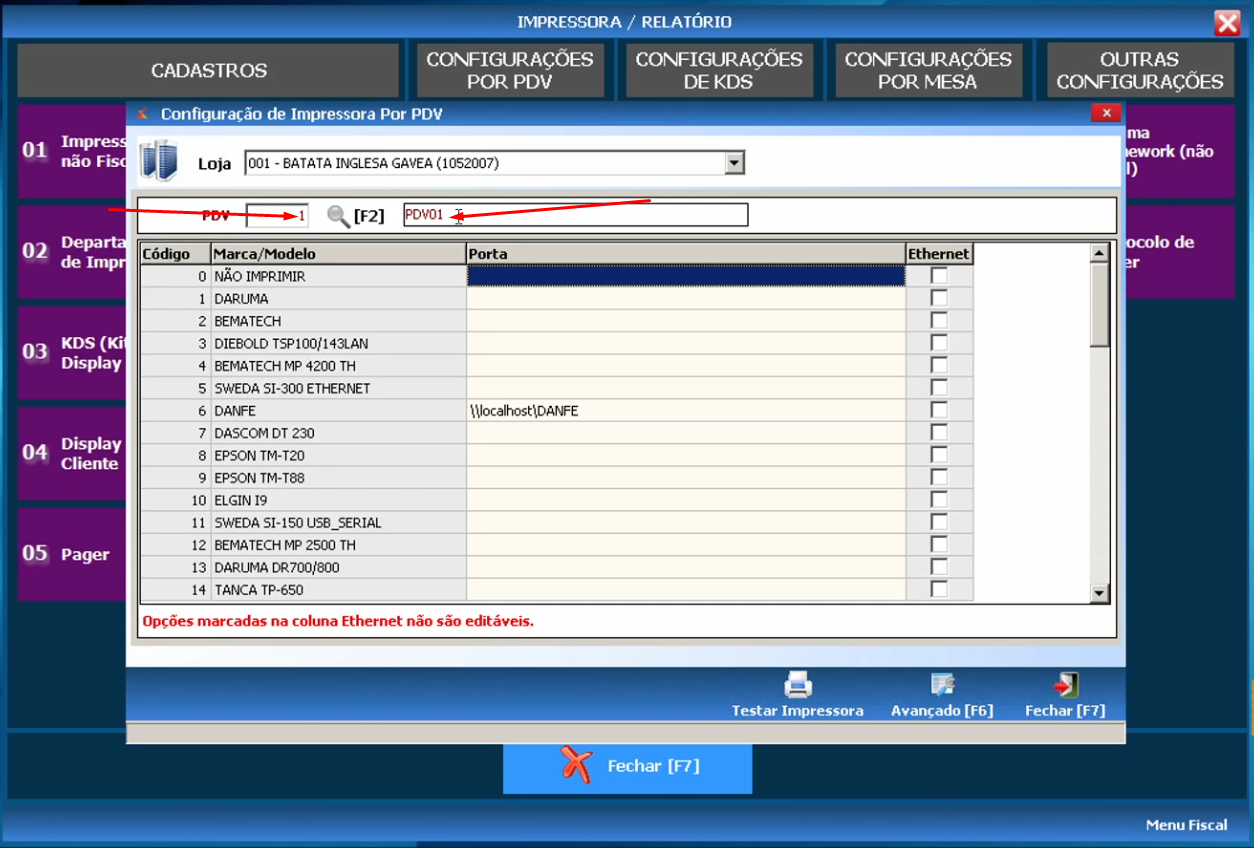 IMPRESSORA / RELATÓRIO
CADASTROS
CONFIGURAÇÕES
POR PDV
CONFIGURAÇÕES
DE KDS
CONFIGURAÇÕES
POR MESA
OUTRAS
CONFIGURAÇÕES
01 Impress
não Fisc
02 Departa
de Impr
03 KDS (Kit
Display
04 Display
Cliente
05 Pager
ma
ework (não
l)
ocolo de
er
Configuração de Impressora Por PDV
Loja 001 - BATATA INGLESA GAVEA (1052007)
PDV 1 [F2] PDV01
Código Marca/Modelo Porta Ethernet
0 NÃO IMPRIMIR
1 DARUMA
2 BEMATECH
3 DIEBOLD TSP100/143LAN
4 BEMATECH MP 4200 TH
5 SWEDA SI-300 ETHERNET
6 DANFE \\localhost\DANFE
7 DASCOM DT 230
8 EPSON TM-T20
9 EPSON TM-T88
10 ELGIN I9
11 SWEDA SI-150 USB_SERIAL
12 BEMATECH MP 2500 TH
13 DARUMA DR700/800
14 TANCA TP-650
Opções marcadas na coluna Ethernet não são editáveis.
Testar Impressora
Avançado [F6]
Fechar [F7]
Fechar [F7]
Menu Fiscal